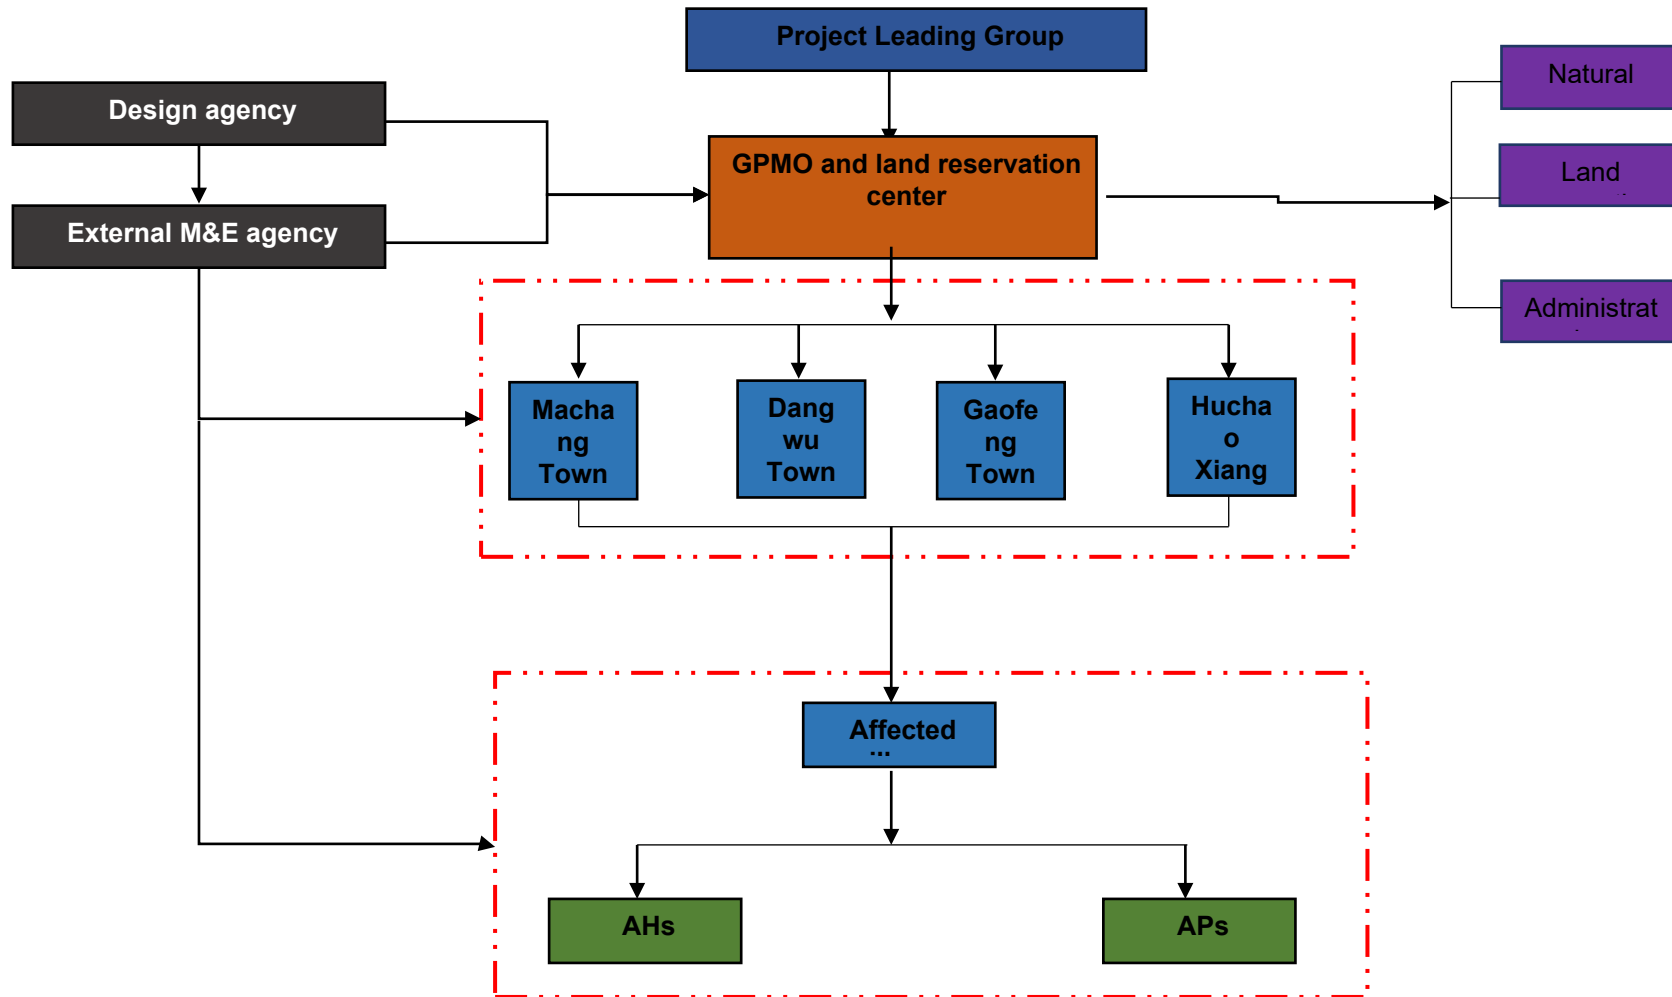 Project Leading Group
Natural
Design agency
GPMO and land reservation
center
Land
External M&E agency
Administrat
Macha
ng
Town
Dang
wu
Town
Gaofe
ng
Town
Hucha
o
Xiang
Affected
AHs
APs